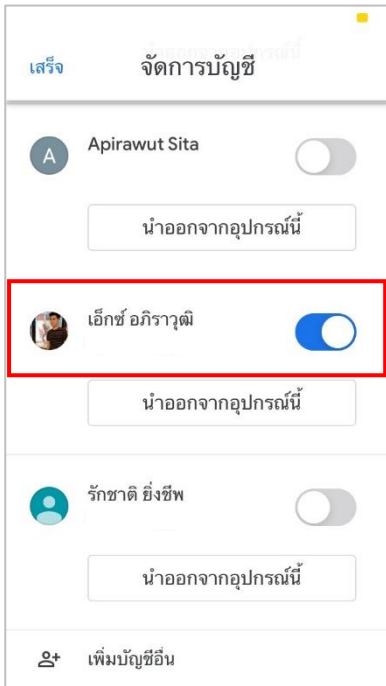 เสร็จ จัดการบัญชี
A Apirawut Sita
นำออกจากอุปกรณ์นี้
เอ็กซ์ อภิราวุฒิ
นำออกจากอุปกรณ์นี้
รักชาติ ยิ่งชีพ
นำออกจากอุปกรณ์นี้
เพิ่มบัญชีอื่น